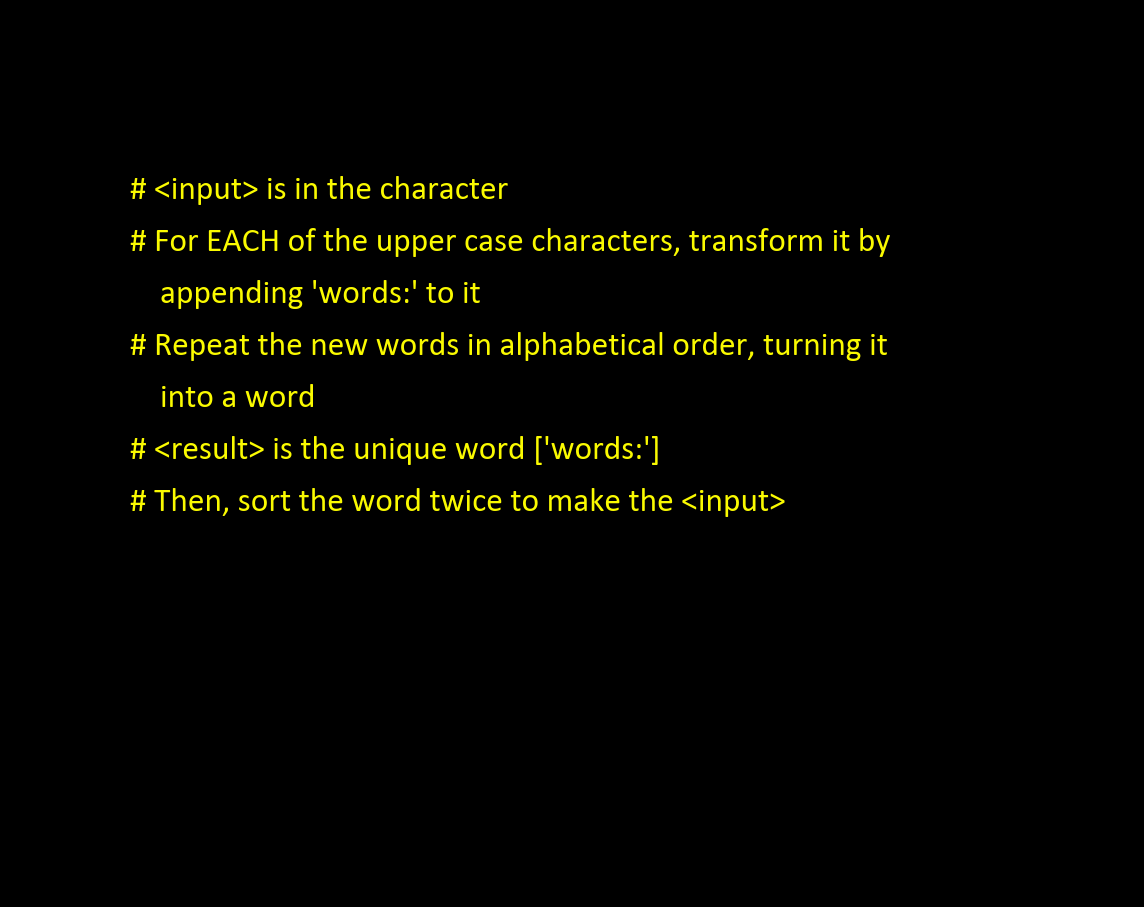 # <input> is in the character
# For EACH of the upper case characters, transform it by
appending 'words:' to it
# Repeat the new words in alphabetical order, turning it
into a word
# <result> is the unique word ['words:']
# Then, sort the word twice to make the <input>